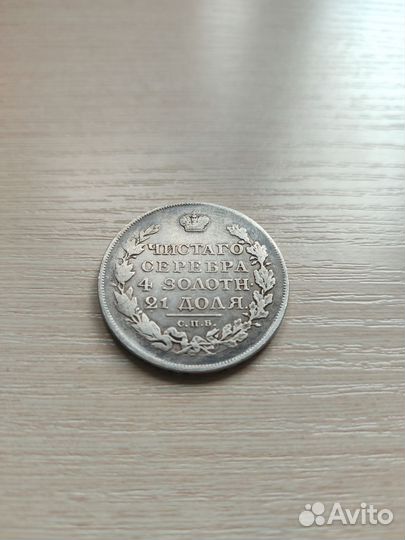 ЧИСТАГО
СЕРЕБРА
4 ЗОЛОТН.
21 ДОЛЯ.
С.П.Б.
Avito